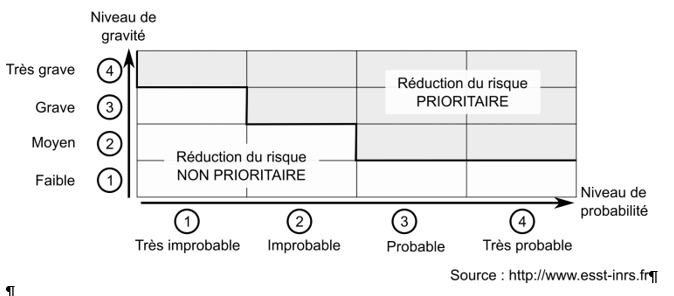 Niveau de
gravité
Très grave 4
Grave 3
Moyen 2
Faible 1
Réduction du risque
PRIORITAIRE
Réduction du risque
NON PRIORITAIRE
Niveau de
probabilité
1 2 3 4
Très improbable Improbable Probable Très probable
Source : http://www.esst-inrs.fr¶
¶